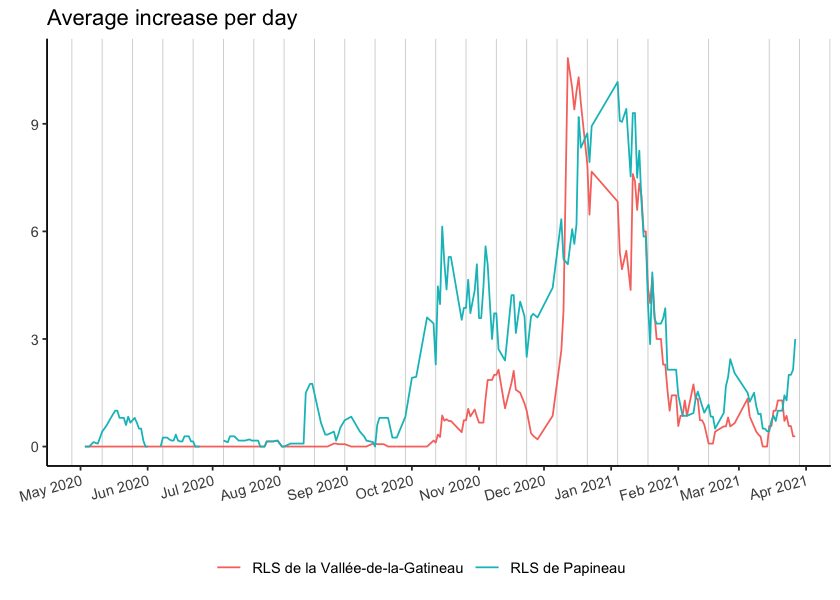 Average increase per day
9
6
3
0
May 2020
Jun 2020
Jul 2020
Aug 2020
Sep 2020
Oct 2020
Nov 2020
Dec 2020
Jan 2021
Feb 2021
Mar 2021
Apr 2021
RLS de la Vallée-de-la-Gatineau
RLS de Papineau